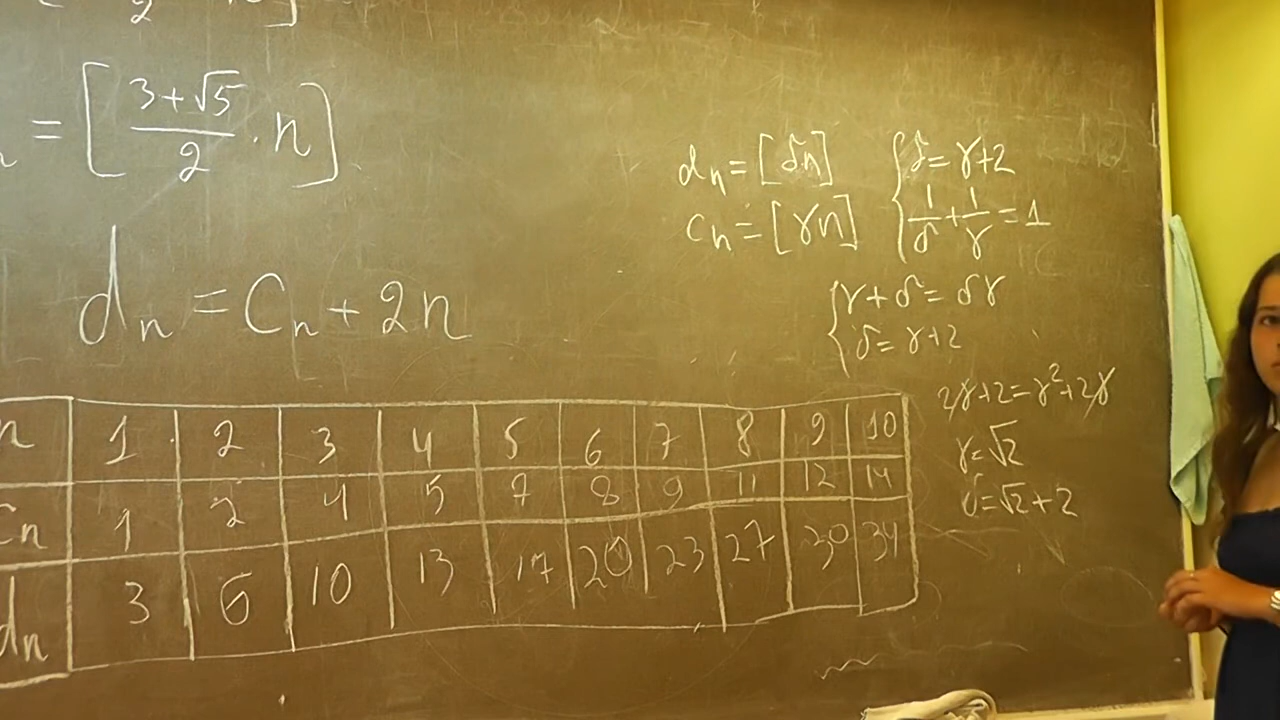 = [ (3+√5)/2 · n ]
dn = Cn + 2n
n 1 2 3 4 5 6 7 8 9 10
Cn 1 2 4 5 7 8 9 11 12 14
dn 3 6 10 13 17 20 23 27 30 34
dn = [δn]
cn = [γn]
{ δ = γ+2
1/δ + 1/γ = 1
{ γ + δ = δγ
δ = γ+2
2γ+2 = γ²+2γ
γ = √2
δ = √2 + 2